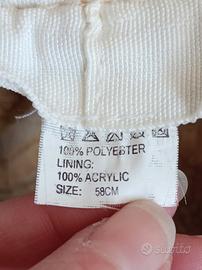 100% POLYESTER
LINING:
100% ACRYLIC
SIZE: 58CM
subito